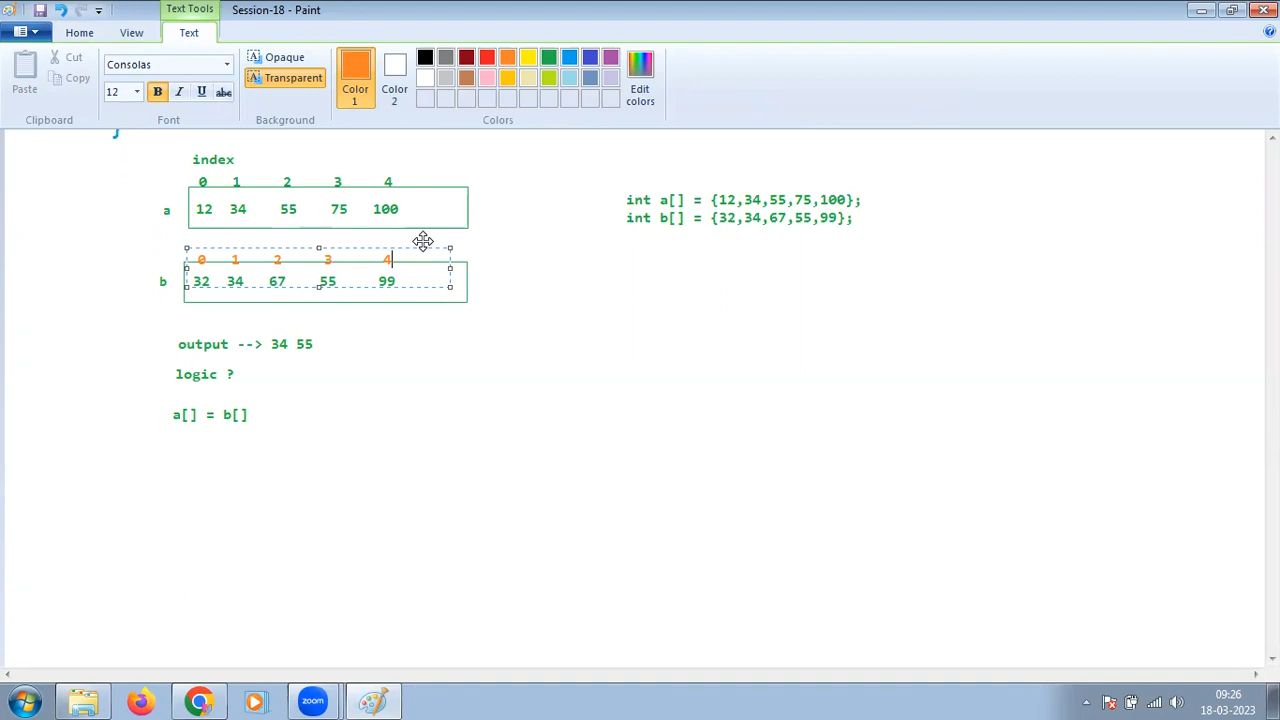 Text Tools
Session-18 - Paint
Home
View
Text
Paste
Cut
Copy
Clipboard
Consolas
12
B I U abc
Font
Opaque
Transparent
Background
Color
1
Color
2
Edit
colors
Colors
}
index
0 1 2 3 4
a 12 34 55 75 100
0 1 2 3 4
b 32 34 67 55 99
output --> 34 55
logic ?
a[] = b[]
int a[] = {12,34,55,75,100};
int b[] = {32,34,67,55,99};
zoom
09:26
18-03-2023